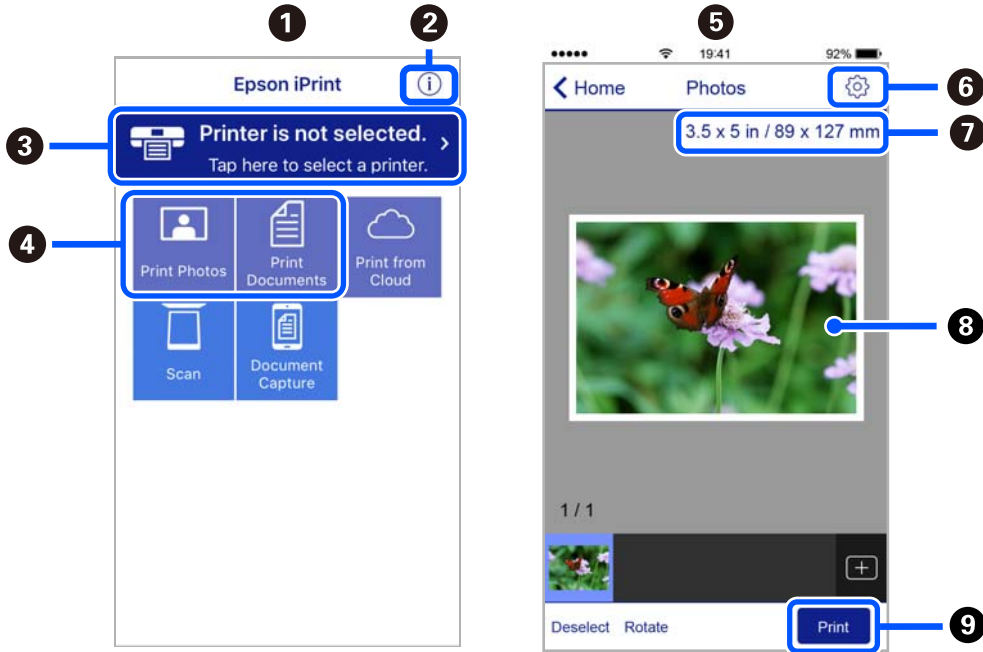 1
2
5
Epson iPrint
3
Printer is not selected.
Tap here to select a printer.
4
Print Photos
Print
Documents
Print from
Cloud
Scan
Document
Capture
19:41
92%
Home
Photos
6
3.5 x 5 in / 89 x 127 mm
7
8
1 / 1
Deselect
Rotate
Print
9